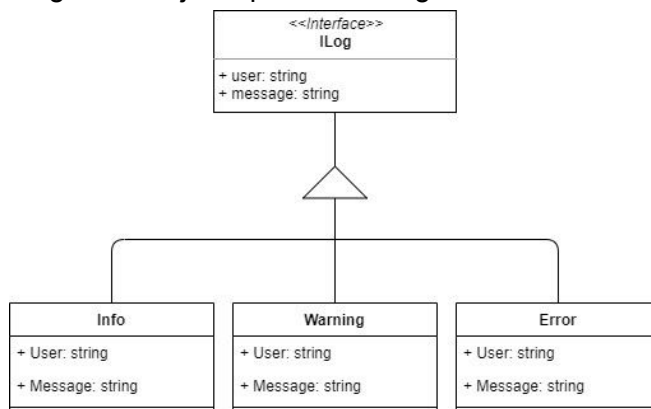 <<Interface>>
ILog
+ user: string
+ message: string
Info
+ User: string
+ Message: string
Warning
+ User: string
+ Message: string
Error
+ User: string
+ Message: string